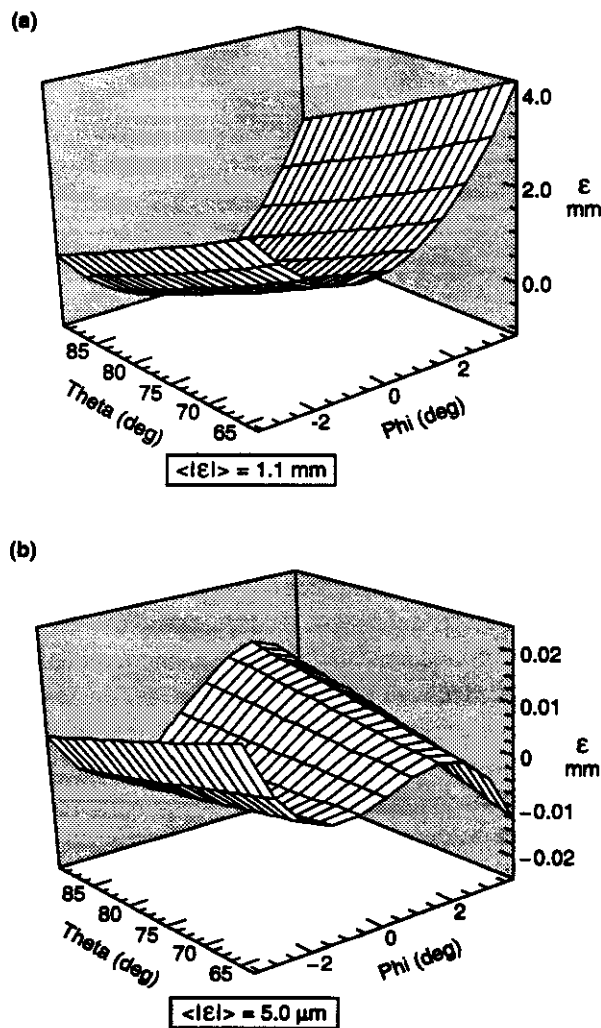 (a)
4.0
2.0
ε
mm
0.0
85
80
75
70
65
Theta (deg)
-2
0
2
Phi (deg)
<|ε|> = 1.1 mm
(b)
0.02
0.01
0
ε
mm
-0.01
-0.02
85
80
75
70
65
Theta (deg)
-2
0
2
Phi (deg)
<|ε|> = 5.0 μm